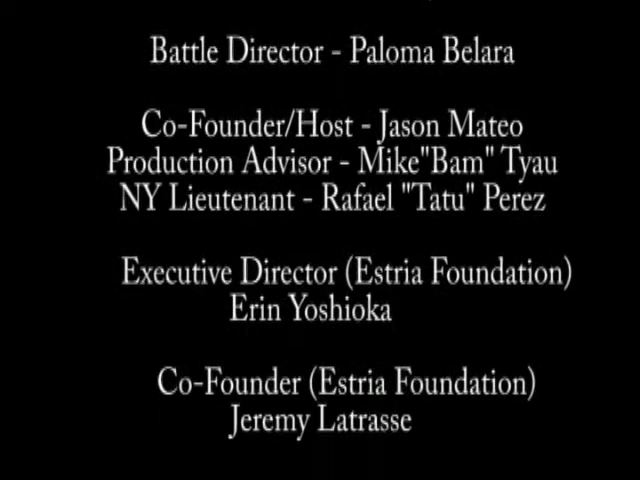 Battle Director - Paloma Belara
Co-Founder/Host - Jason Mateo
Production Advisor - Mike"Bam" Tyau
NY Lieutenant - Rafael "Tatu" Perez
Executive Director (Estria Foundation)
Erin Yoshioka
Co-Founder (Estria Foundation)
Jeremy Latrasse